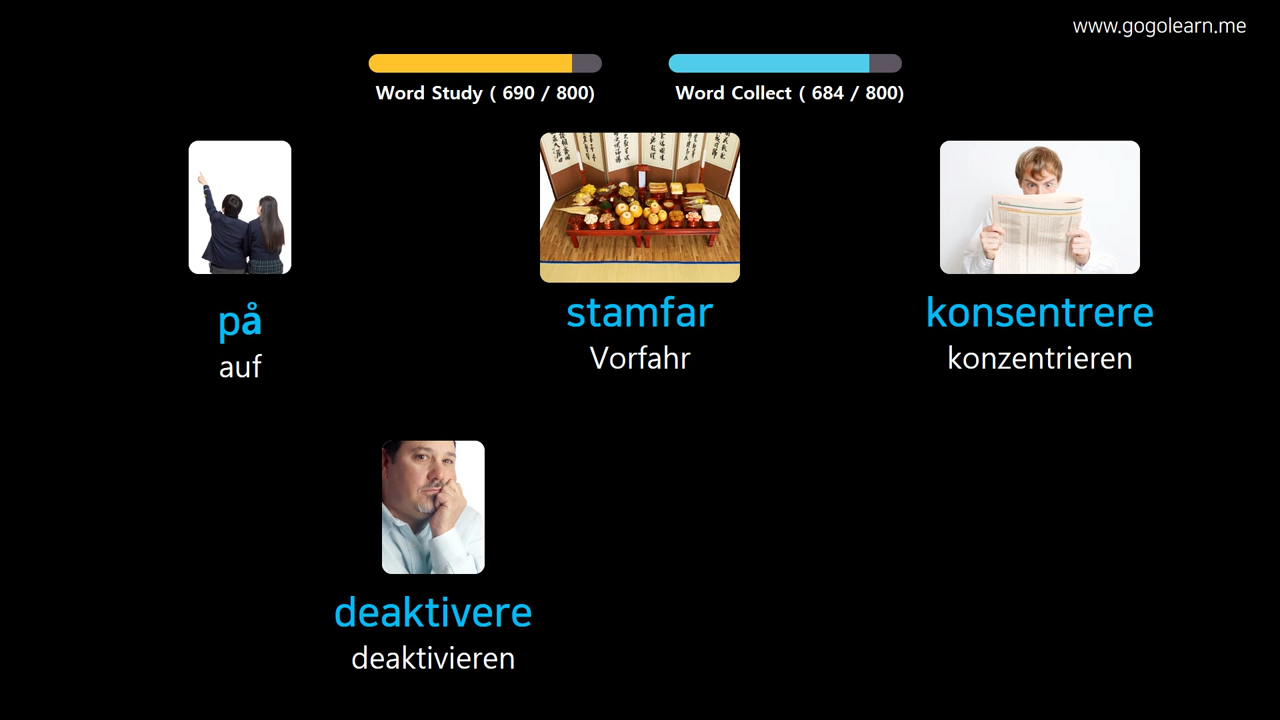 www.gogolearn.me
Word Study ( 690 / 800)
Word Collect ( 684 / 800)
på
auf
stamfar
Vorfahr
konsentrere
konzentrieren
deaktivere
deaktivieren